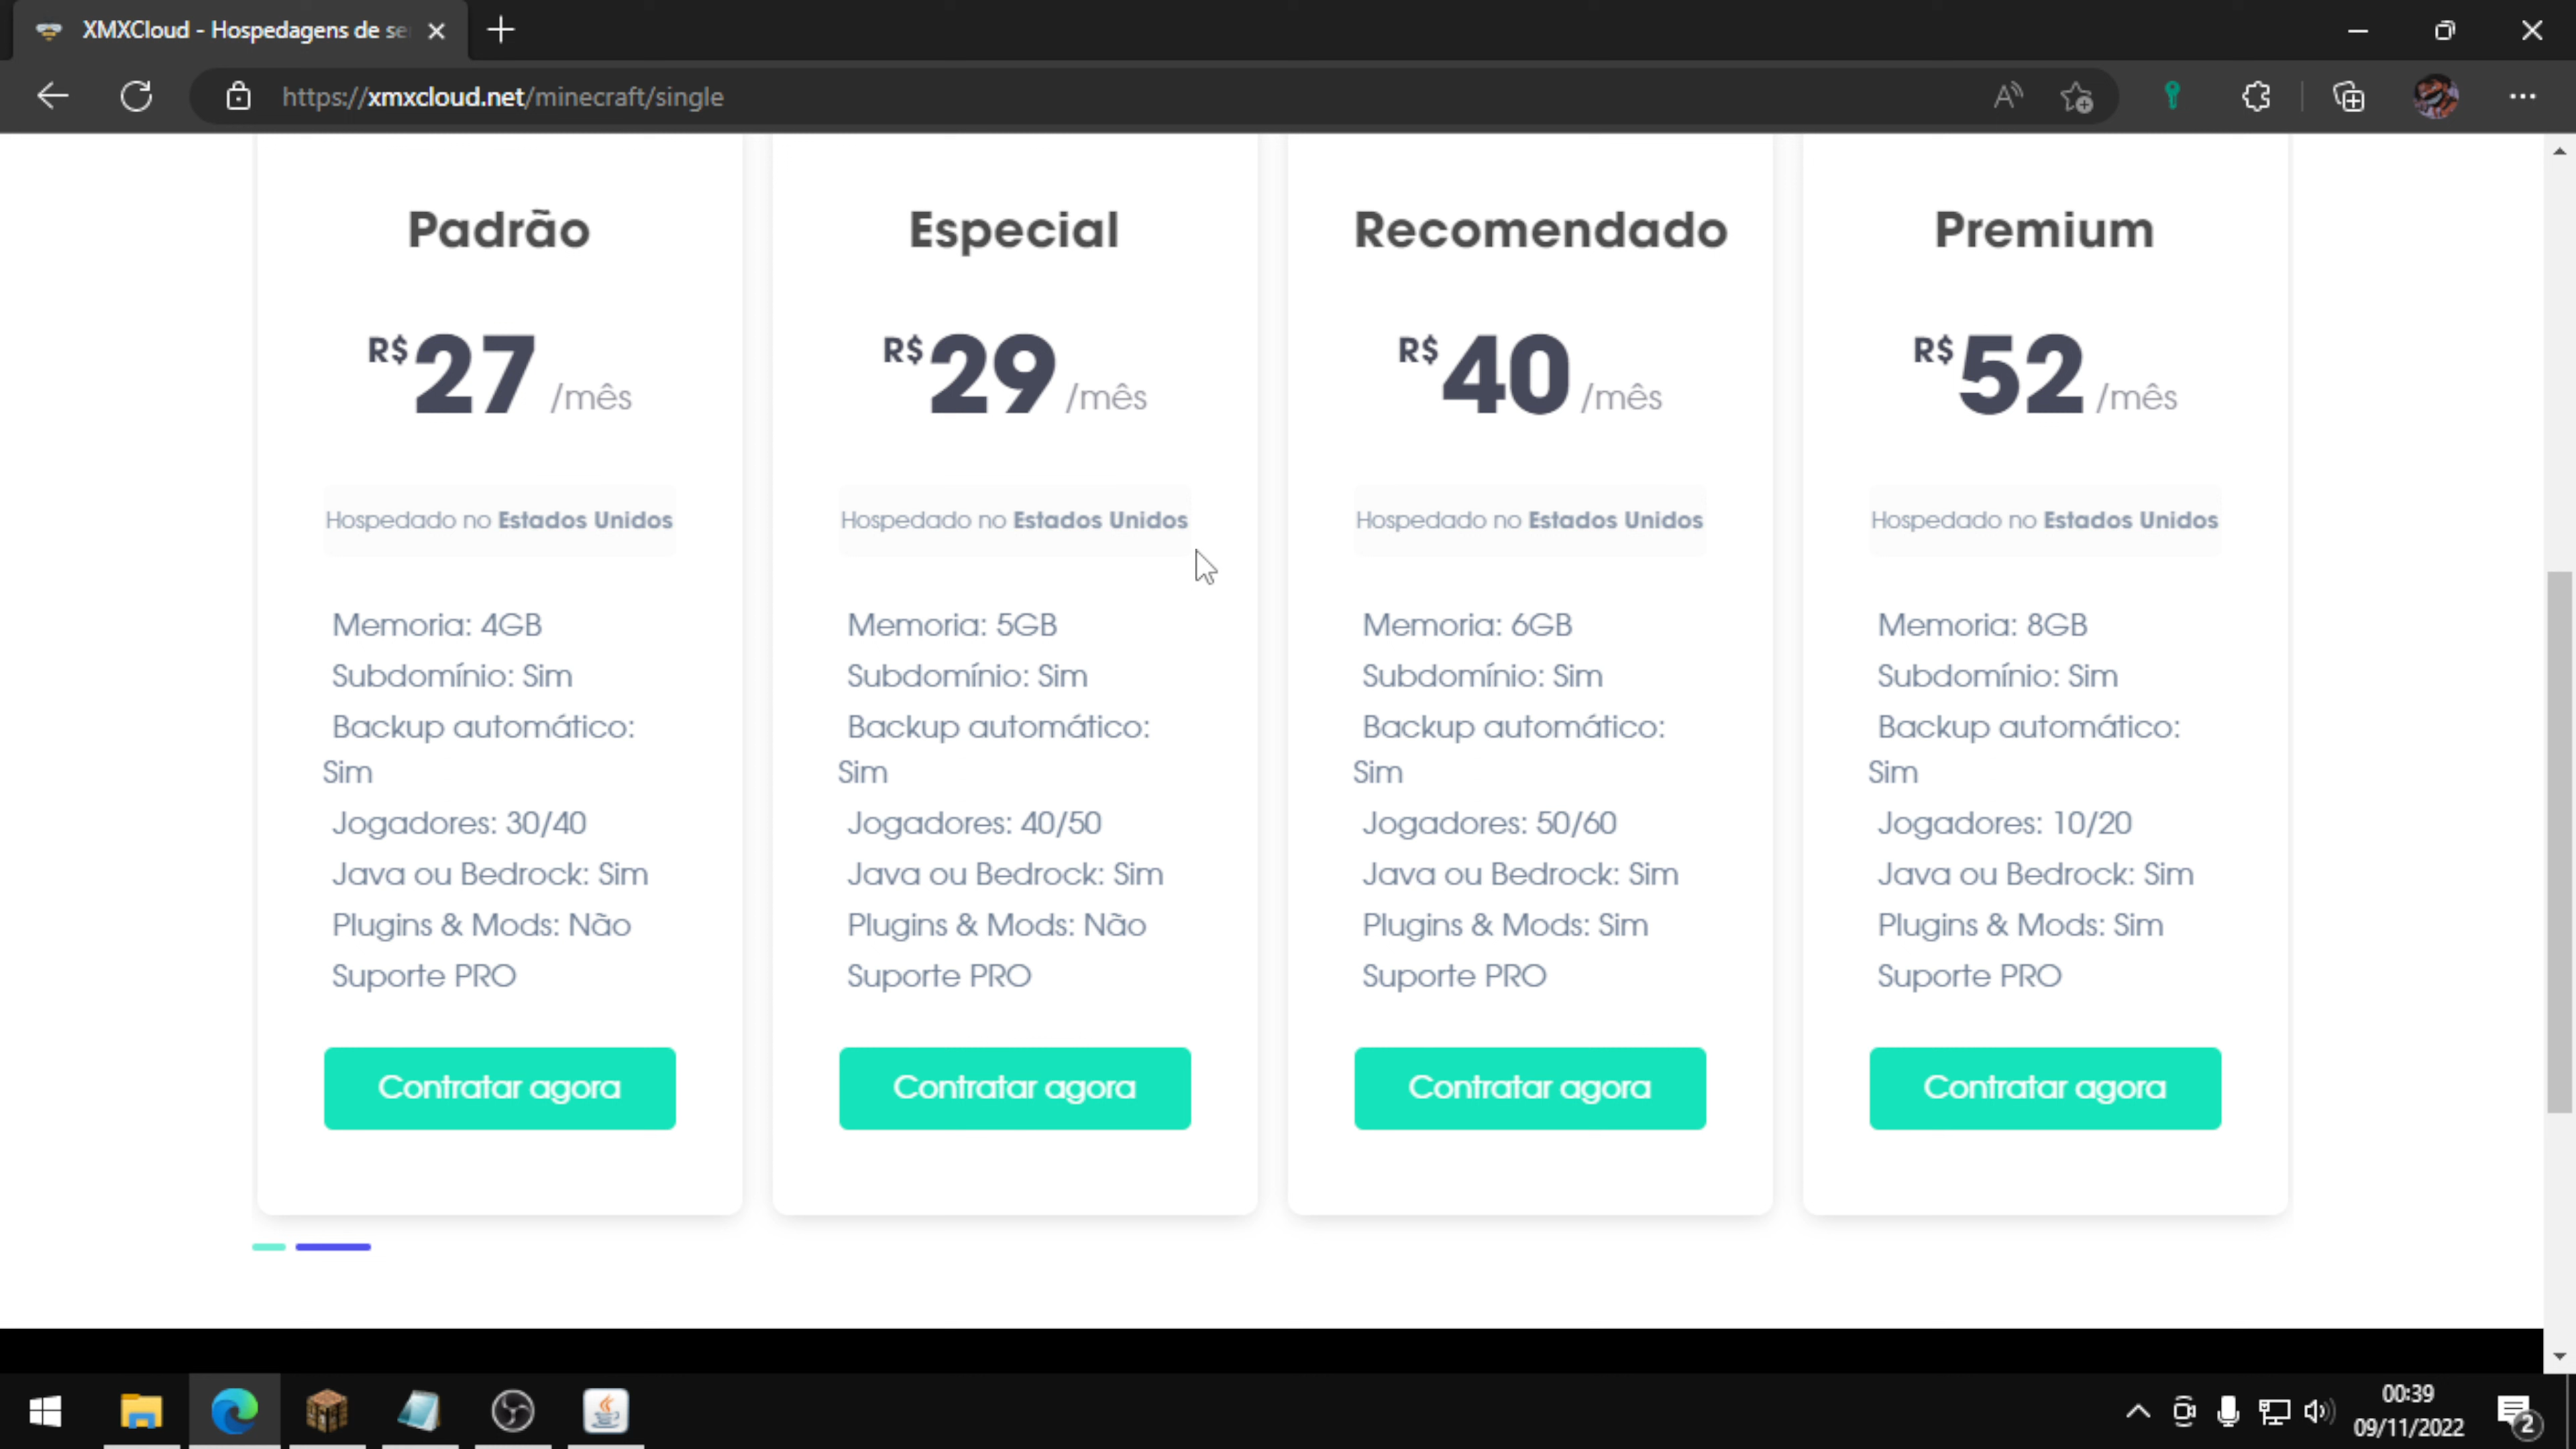 XMXCloud - Hospedagens de se
https://xmxcloud.net/minecraft/single
Padrão
R$27 /mês
Hospedado no Estados Unidos
Memoria: 4GB
Subdomínio: Sim
Backup automático:
Sim
Jogadores: 30/40
Java ou Bedrock: Sim
Plugins & Mods: Não
Suporte PRO
Contratar agora
Especial
R$29 /mês
Hospedado no Estados Unidos
Memoria: 5GB
Subdomínio: Sim
Backup automático:
Sim
Jogadores: 40/50
Java ou Bedrock: Sim
Plugins & Mods: Não
Suporte PRO
Contratar agora
Recomendado
R$40 /mês
Hospedado no Estados Unidos
Memoria: 6GB
Subdomínio: Sim
Backup automático:
Sim
Jogadores: 50/60
Java ou Bedrock: Sim
Plugins & Mods: Sim
Suporte PRO
Contratar agora
Premium
R$52 /mês
Hospedado no Estados Unidos
Memoria: 8GB
Subdomínio: Sim
Backup automático:
Sim
Jogadores: 10/20
Java ou Bedrock: Sim
Plugins & Mods: Sim
Suporte PRO
Contratar agora
00:39
09/11/2022
2